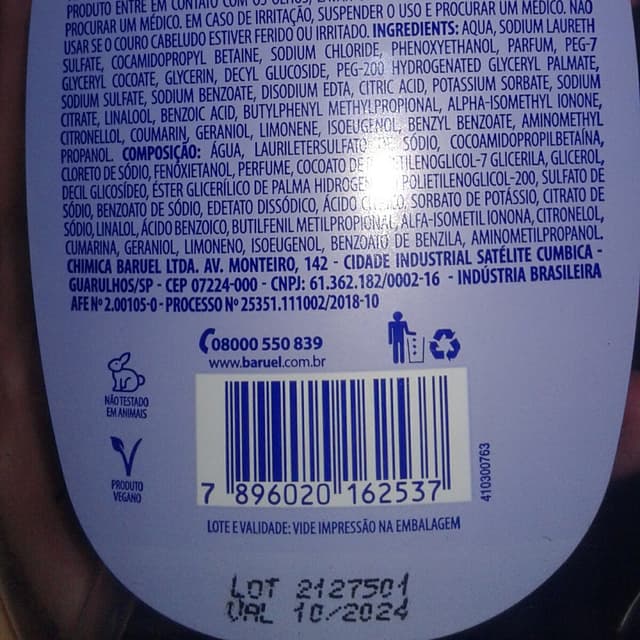 PRODUTO ENTRE EM CONTATO COM OS OLHOS,
PROCURAR UM MÉDICO. EM CASO DE IRRITAÇÃO, SUSPENDER O USO E PROCURAR UM MÉDICO. NÃO
USAR SE O COURO CABELUDO ESTIVER FERIDO OU IRRITADO. INGREDIENTS: AQUA, SODIUM LAURETH
SULFATE, COCAMIDOPROPYL BETAINE, SODIUM CHLORIDE, PHENOXYETHANOL, PARFUM, PEG-7
GLYCERYL COCOATE, GLYCERIN, DECYL GLUCOSIDE, PEG-200 HYDROGENATED GLYCERYL PALMATE,
SODIUM SULFATE, SODIUM BENZOATE, DISODIUM EDTA, CITRIC ACID, POTASSIUM SORBATE, SODIUM
CITRATE, LINALOOL, BENZOIC ACID, BUTYLPHENYL METHYLPROPIONAL, ALPHA-ISOMETHYL IONONE,
CITRONELLOL, COUMARIN, GERANIOL, LIMONENE, ISOEUGENOL, BENZYL BENZOATE, AMINOMETHYL
PROPANOL. COMPOSIÇÃO: ÁGUA, LAURILETERSULFATO DE SÓDIO, COCOAMIDOPROPILBETAÍNA,
CLORETO DE SÓDIO, FENOXIETANOL, PERFUME, COCOATO DE POLIETILENOGLICOL-7 GLICERILA, GLICEROL,
DECIL GLICOSÍDEO, ÉSTER GLICERÍLICO DE PALMA HIDROGEN POLIETILENOGLICOL-200, SULFATO DE
SÓDIO, BENZOATO DE SÓDIO, EDETATO DISSÓDICO, ÁCIDO CÍTRICO, SORBATO DE POTÁSSIO, CITRATO DE
SÓDIO, LINALOL, ÁCIDO BENZOICO, BUTILFENIL METILPROPIONAL, ALFA-ISOMETIL IONONA, CITRONELOL,
CUMARINA, GERANIOL, LIMONENO, ISOEUGENOL, BENZOATO DE BENZILA, AMINOMETILPROPANOL.
CHIMICA BARUEL LTDA. AV. MONTEIRO, 142 - CIDADE INDUSTRIAL SATÉLITE CUMBICA -
GUARULHOS/SP - CEP 07224-000 - CNPJ: 61.362.182/0002-16 - INDÚSTRIA BRASILEIRA
AFE Nº 2.00105-0 - PROCESSO Nº 25351.111002/2018-10
08000 550 839
www.baruel.com.br
NÃO TESTADO
EM ANIMAIS
PRODUTO
VEGANO
7 896020 162537
410300763
LOTE E VALIDADE: VIDE IMPRESSÃO NA EMBALAGEM
LOT 2127501
VAL 10/2024